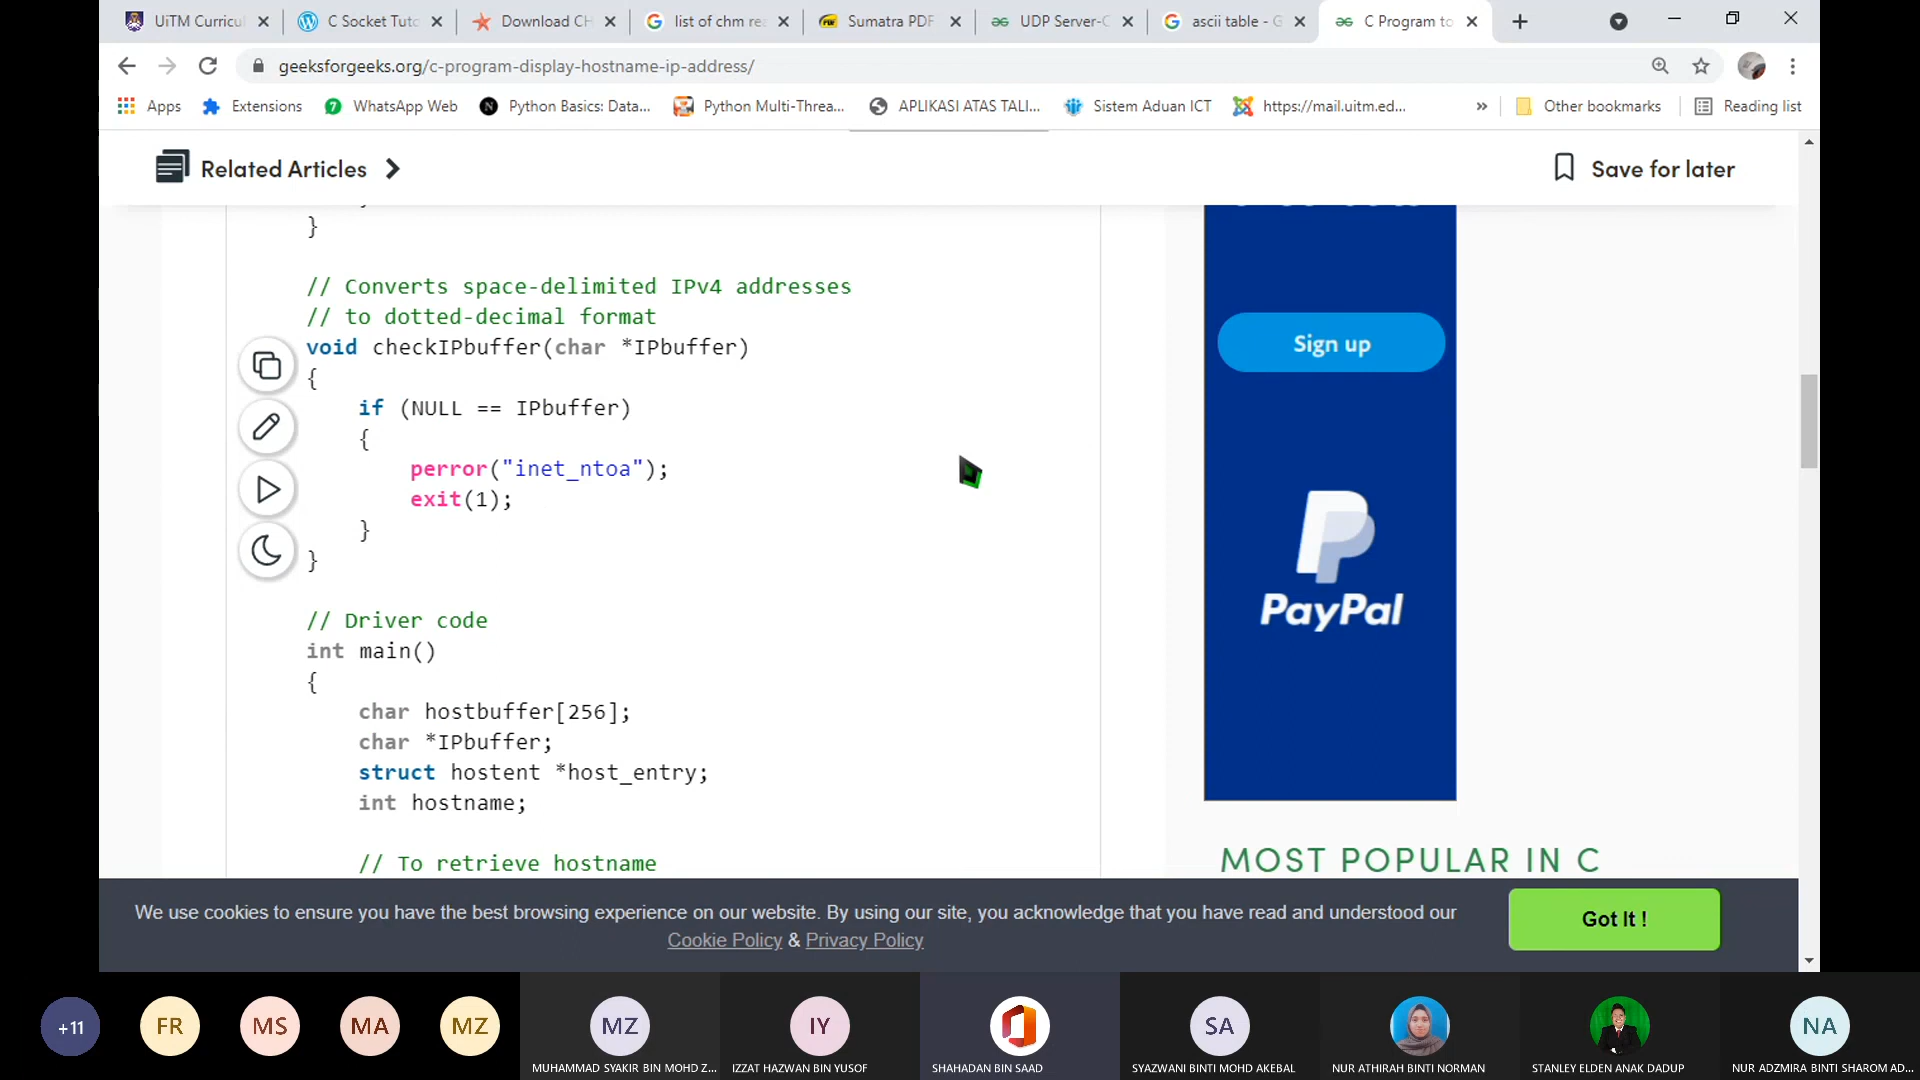 UiTM Curricul
C Socket Tuto
Download CH
list of chm rea
Sumatra PDF
UDP Server-C
ascii table - G
C Program to
geeksforgeeks.org/c-program-display-hostname-ip-address/
Apps
Extensions
WhatsApp Web
Python Basics: Data...
Python Multi-Threa...
APLIKASI ATAS TALI...
Sistem Aduan ICT
https://mail.uitm.ed...
»
Other bookmarks
Reading list
Related Articles
Save for later
}
// Converts space-delimited IPv4 addresses
// to dotted-decimal format
void checkIPbuffer(char *IPbuffer)
{
if (NULL == IPbuffer)
{
perror("inet_ntoa");
exit(1);
}
}
// Driver code
int main()
{
char hostbuffer[256];
char *IPbuffer;
struct hostent *host_entry;
int hostname;
// To retrieve hostname
Sign up
PayPal
MOST POPULAR IN C
We use cookies to ensure you have the best browsing experience on our website. By using our site, you acknowledge that you have read and understood our
Cookie Policy & Privacy Policy
Got It !
+11
FR
MS
MA
MZ
MZ
MUHAMMAD SYAKIR BIN MOHD Z...
IY
IZZAT HAZWAN BIN YUSOF
SHAHADAN BIN SAAD
SA
SYAZWANI BINTI MOHD AKEBAL
NUR ATHIRAH BINTI NORMAN
STANLEY ELDEN ANAK DADUP
NA
NUR ADZMIRA BINTI SHAROM AD...